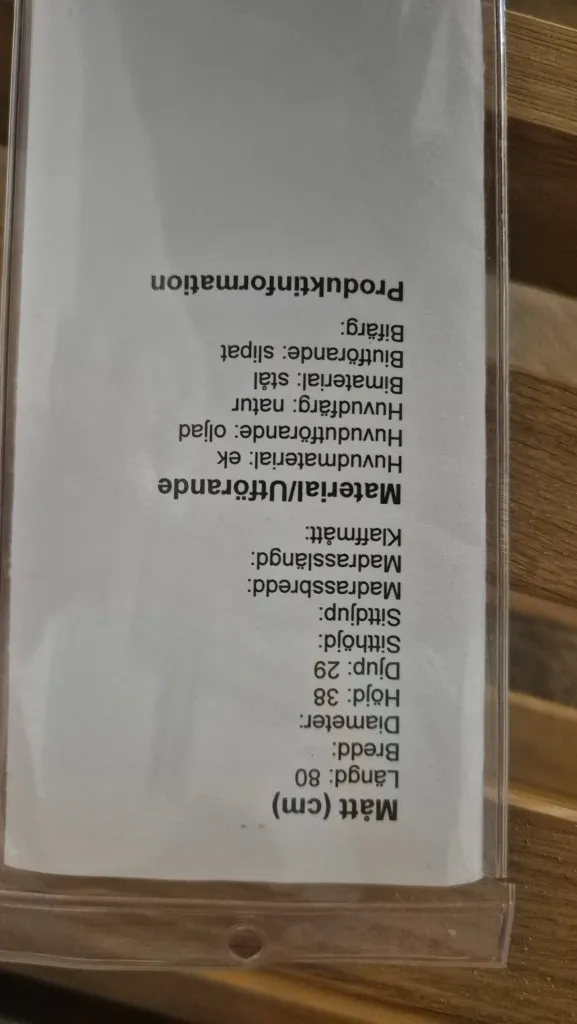 Mått (cm)
Längd: 80
Bredd:
Diameter:
Höjd: 38
Djup: 29
Sitthöjd:
Sittdjup:
Madrassbredd:
Madrasslängd:
Klaffmått:
Material/Utförande
Huvudmaterial: ek
Huvudutförande: oljad
Huvudfärg: natur
Bimaterial: stål
Biutförande: slipat
Bifärg:
Produktinformation